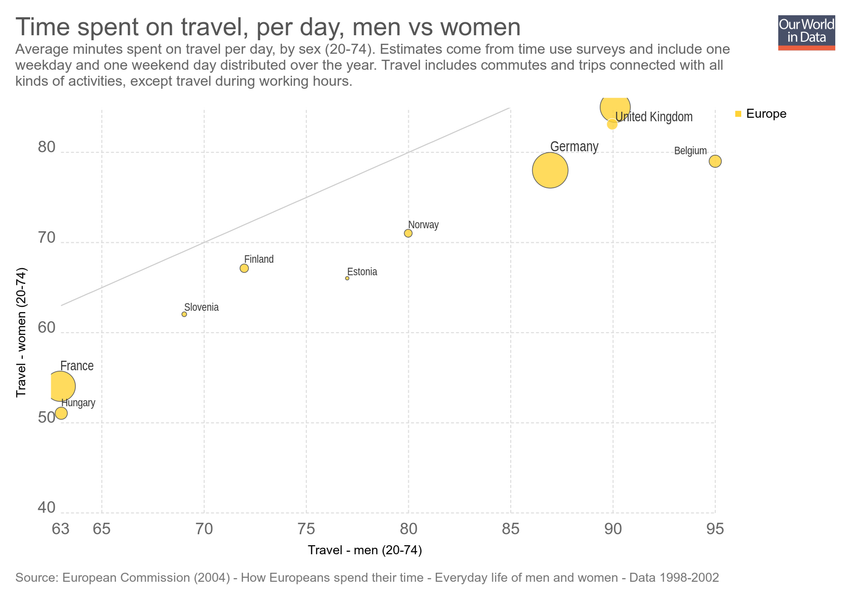 Time spent on travel, per day, men vs women
Our World
in Data
Average minutes spent on travel per day, by sex (20-74). Estimates come from time use surveys and include one
weekday and one weekend day distributed over the year. Travel includes commutes and trips connected with all
kinds of activities, except travel during working hours.
United Kingdom
Europe
80
Germany
Belgium
Norway
70
Finland
Estonia
Slovenia
60
Travel - women (20-74)
France
Hungary
50
40
63
65
70
75
80
85
90
95
Travel - men (20-74)
Source: European Commission (2004) - How Europeans spend their time - Everyday life of men and women - Data 1998-2002